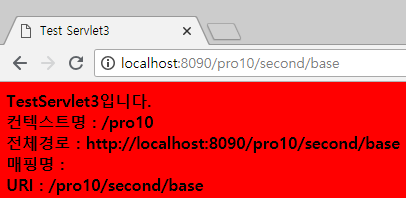 Test Servlet3
localhost:8090/pro10/second/base
TestServlet3입니다.
컨텍스트명 : /pro10
전체경로 : http://localhost:8090/pro10/second/base
매핑명 :
URI : /pro10/second/base